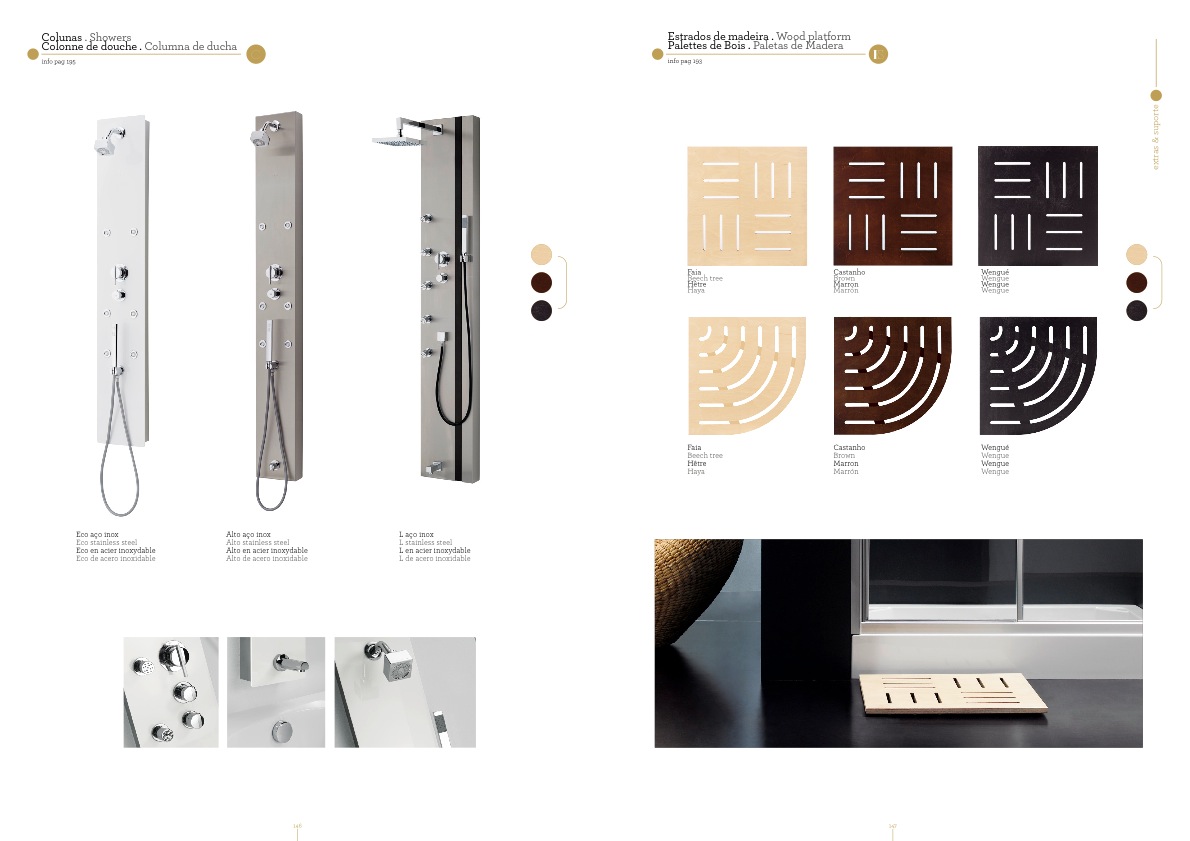 Colunas . Showers
Colonne de douche . Columna de ducha
info pag 195
Eco aço inox
Eco stainless steel
Eco en acier inoxydable
Eco de acero inoxidable
Alto aço inox
Alto stainless steel
Alto en acier inoxydable
Alto de acero inoxidable
L aço inox
L stainless steel
L en acier inoxydable
L de acero inoxidable
146
Estrados de madeira . Wood platform
Palettes de Bois . Paletas de Madera
info pag 193
extras & suporte
Faia
Beech tree
Hêtre
Haya
Castanho
Brown
Marron
Marrón
Wengué
Wengue
Wengue
Wengue
Faia
Beech tree
Hêtre
Haya
Castanho
Brown
Marron
Marrón
Wengué
Wengue
Wengue
Wengue
147